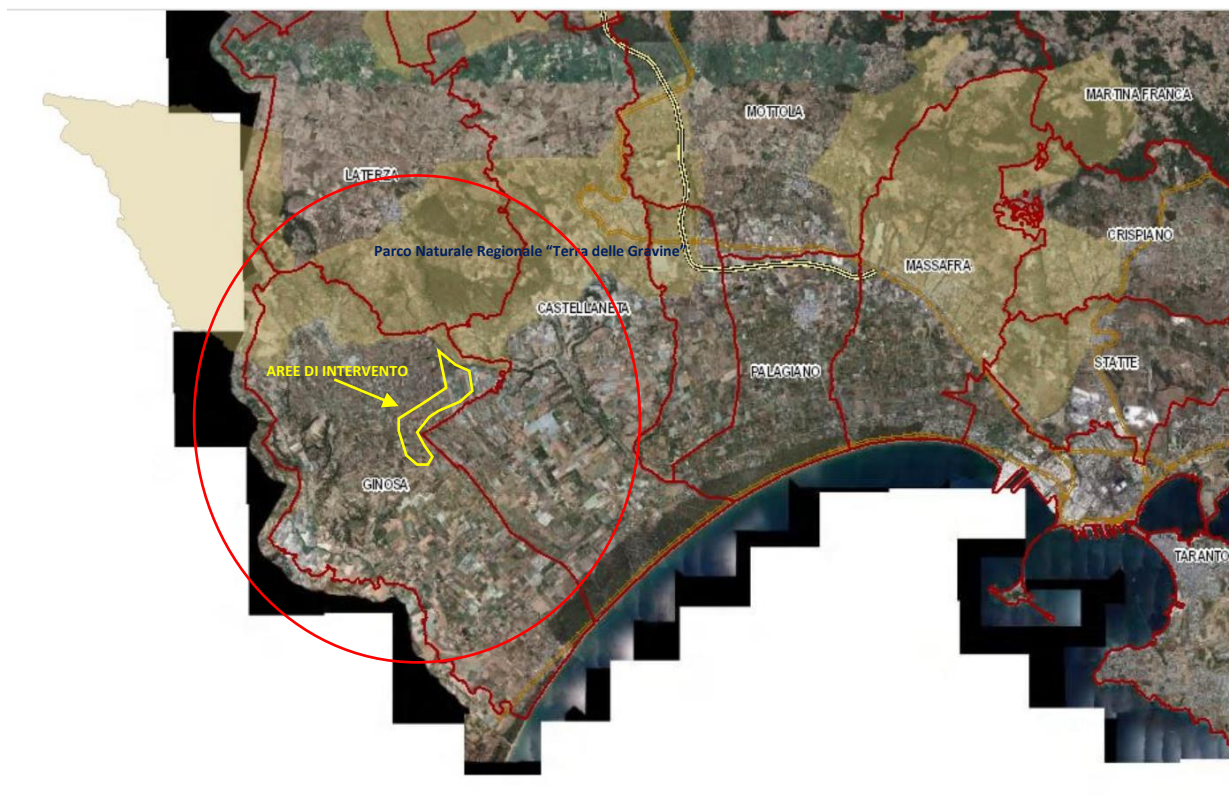 MARTINA FRANCA
MOTTOLA
LATERZA
CRISPIANO
Parco Naturale Regionale “Terra delle Gravine”
MASSAFRA
CASTELLANETA
STATTE
AREE DI INTERVENTO
PALAGIANO
GINOSA
TARANTO